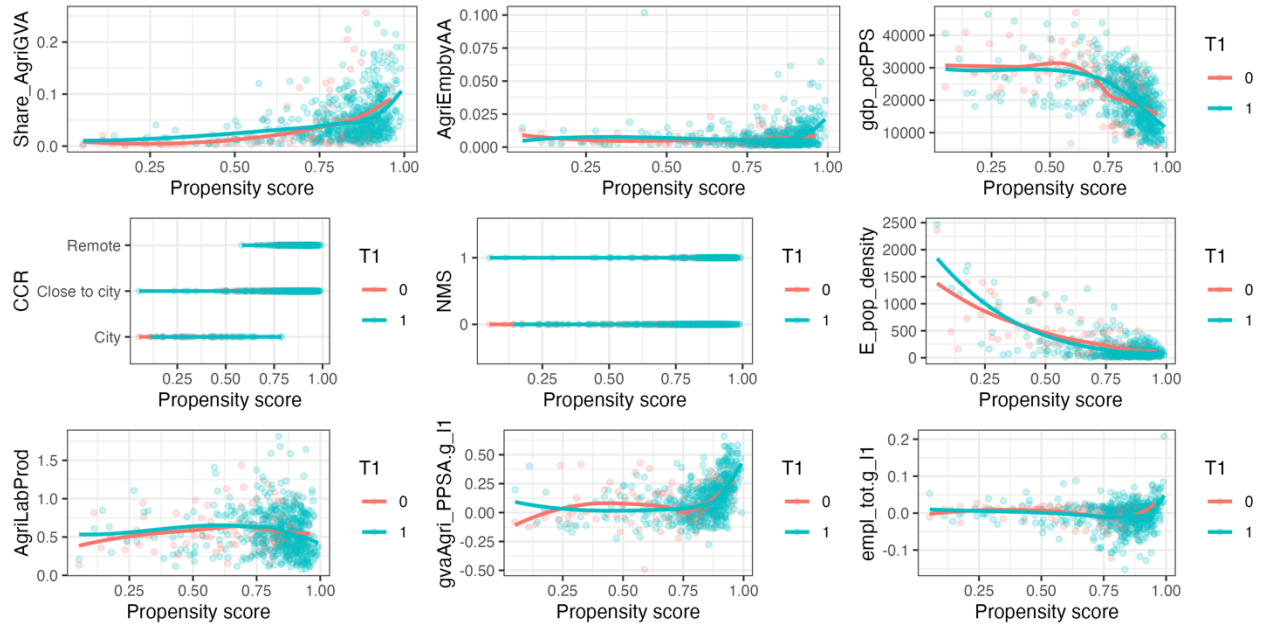 Share_AgriGVA
0.2
0.1
0.0
0.25 0.50 0.75 1.00
Propensity score
AgriEmpbyAA
0.100
0.075
0.050
0.025
0.000
0.25 0.50 0.75 1.00
Propensity score
gdp_pcPPS
40000
30000
20000
10000
0.25 0.50 0.75 1.00
Propensity score
T1
0
1
CCR
Remote
Close to city
City
0.25 0.50 0.75 1.00
Propensity score
T1
0
1
NMS
1
0
0.25 0.50 0.75 1.00
Propensity score
T1
0
1
E_pop_density
2500
2000
1500
1000
500
0
0.25 0.50 0.75 1.00
Propensity score
T1
0
1
AgriLabProd
1.5
1.0
0.5
0.0
0.25 0.50 0.75 1.00
Propensity score
T1
0
1
gvaAgri_PPSA.g_l1
0.50
0.25
0.00
-0.25
-0.50
0.00 0.25 0.50 0.75 1.00
Propensity score
T1
0
1
empl_tot.g_l1
0.2
0.1
0.0
-0.1
0.25 0.50 0.75 1.00
Propensity score
T1
0
1